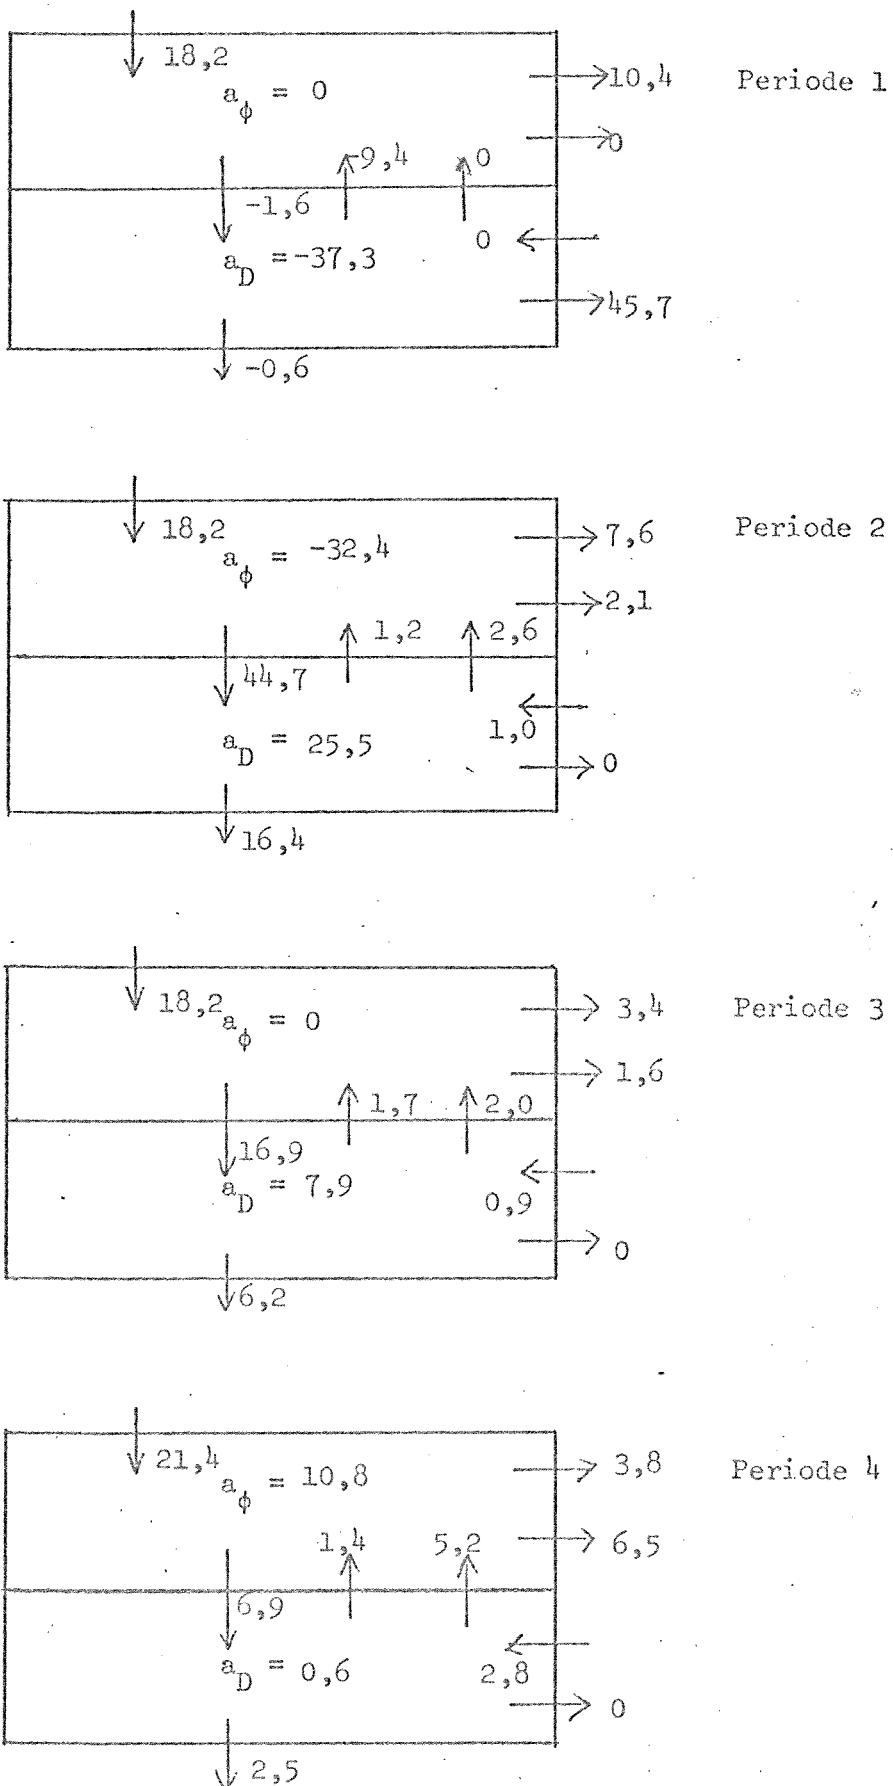 18,2
10,4 Periode 1
a_ϕ = 0
0
-9,4 0
-1,6
0
a_D = -37,3
45,7
-0,6
18,2
7,6 Periode 2
a_ϕ = -32,4
2,1
1,2 2,6
44,7
1,0
a_D = 25,5
0
16,4
18,2
3,4 Periode 3
a_ϕ = 0
1,6
1,7 2,0
16,9
a_D = 7,9
0,9
0
6,2
21,4
3,8 Periode 4
a_ϕ = 10,8
1,4 5,2 6,5
6,9
a_D = 0,6 2,8
0
2,5